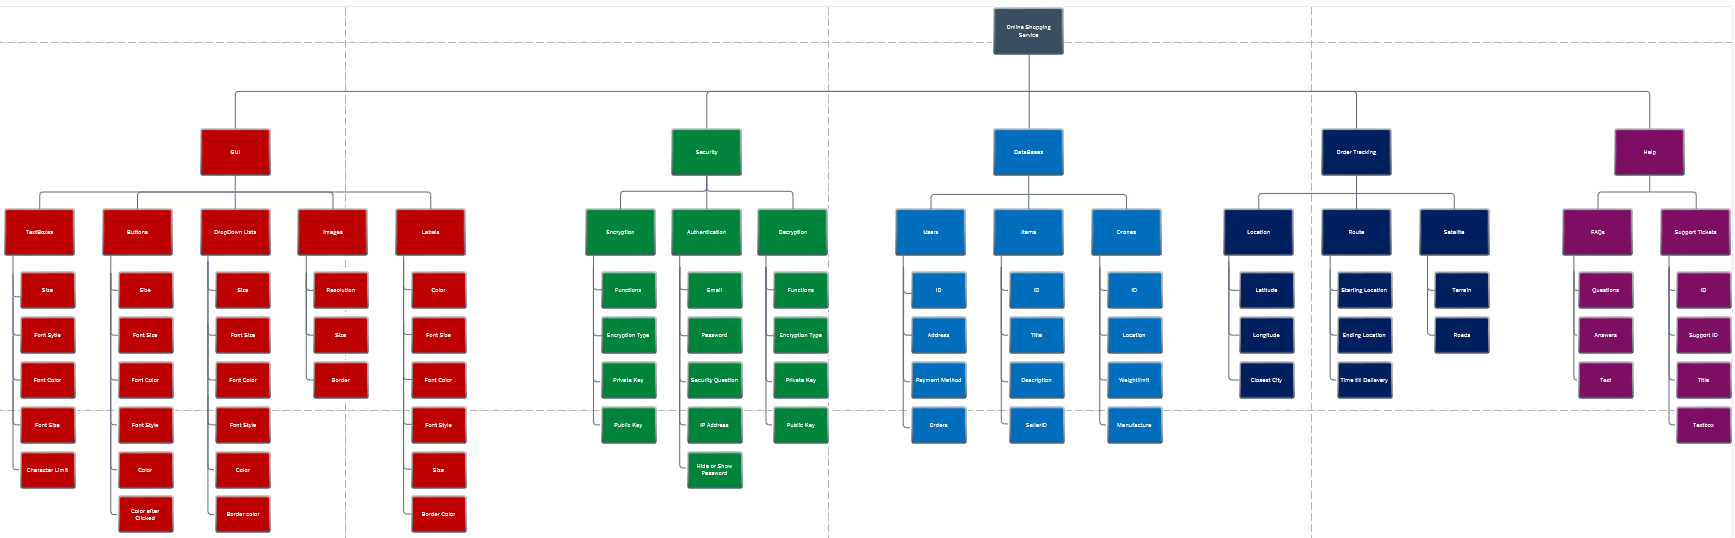 Online Shopping
Service
GUI
Security
DataBases
Order Tracking
Help
TextBoxes
Buttons
DropDown Lists
Images
Labels
Encryption
Authentication
Decryption
Users
Items
Drones
Location
Route
Satelite
FAQs
Support Tickets
Size
Size
Size
Resolution
Color
Functions
Email
Functions
ID
ID
ID
Latitude
Starting Location
Terrain
Questions
ID
Font Sytle
Font Size
Font Size
Size
Font Size
Encryption Type
Password
Encryption Type
Address
Title
Location
Longitude
Ending Location
Roads
Answers
Support ID
Font Color
Font Color
Font Color
Border
Font Color
Private Key
Security Question
Private Key
Payment Method
Description
Weightlimit
Closest City
Time till Delievery
Text
Title
Font Size
Font Style
Font Style
Font Style
Public Key
IP Address
Public Key
Orders
SellerID
Manufacture
Textbox
Character Limit
Color
Color
Size
Hide or Show
Password
Color after
Clicked
Border color
Border Color